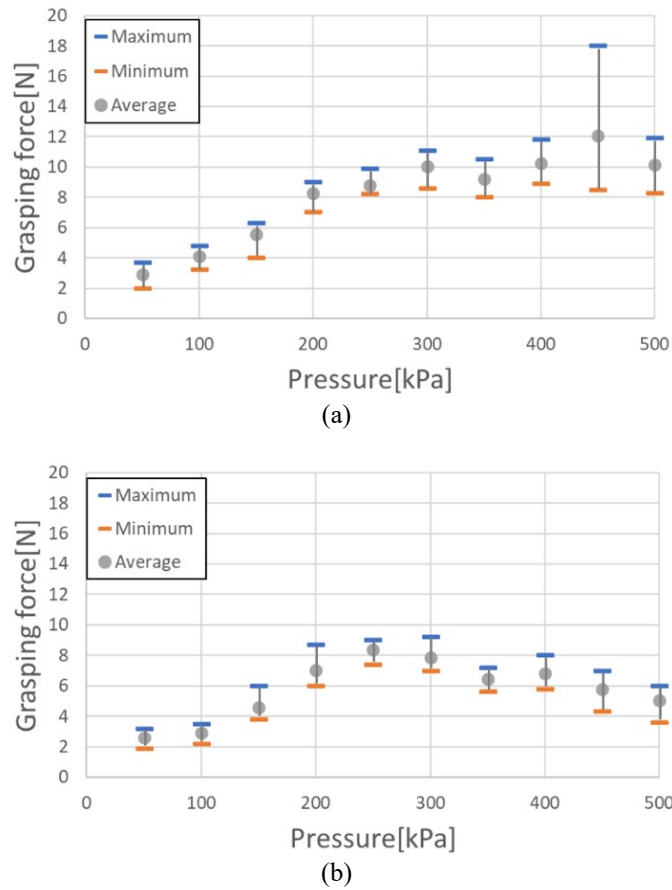 20
18
16
14
12
10
8
6
4
2
0
Grasping force[N]
Maximum
Minimum
Average
0 100 200 300 400 500
Pressure[kPa]
(a)
20
18
16
14
12
10
8
6
4
2
0
Grasping force[N]
Maximum
Minimum
Average
0 100 200 300 400 500
Pressure[kPa]
(b)